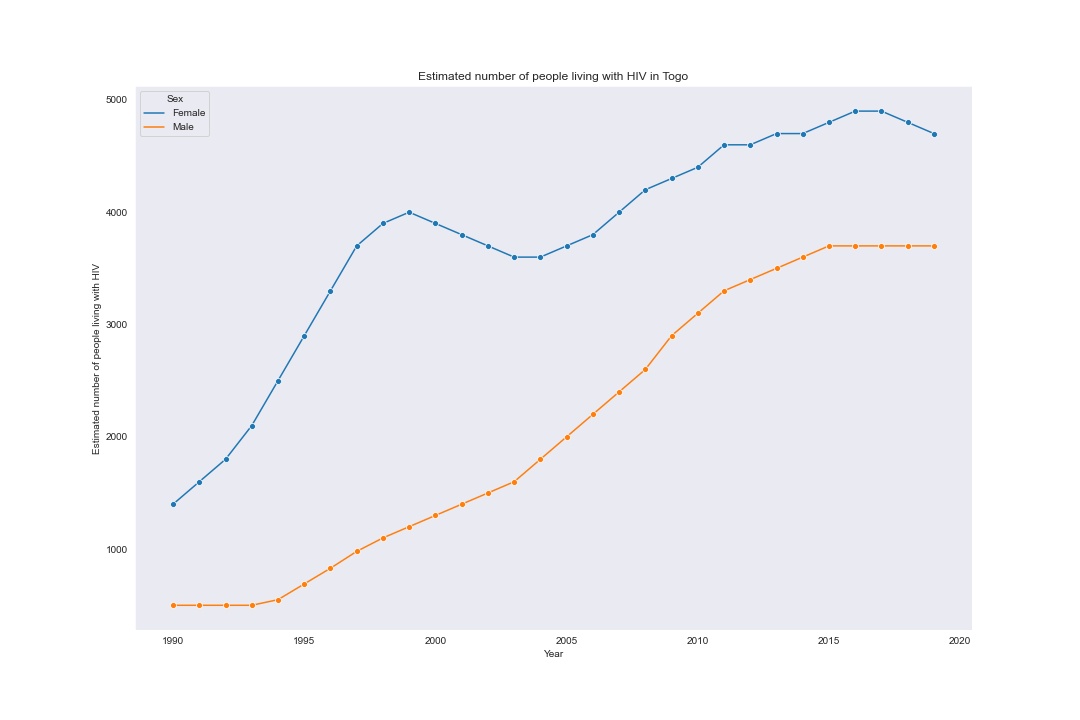 Estimated number of people living with HIV in Togo
Sex
Female
Male
Estimated number of people living with HIV
5000
4000
3000
2000
1000
1990 1995 2000 2005 2010 2015 2020
Year